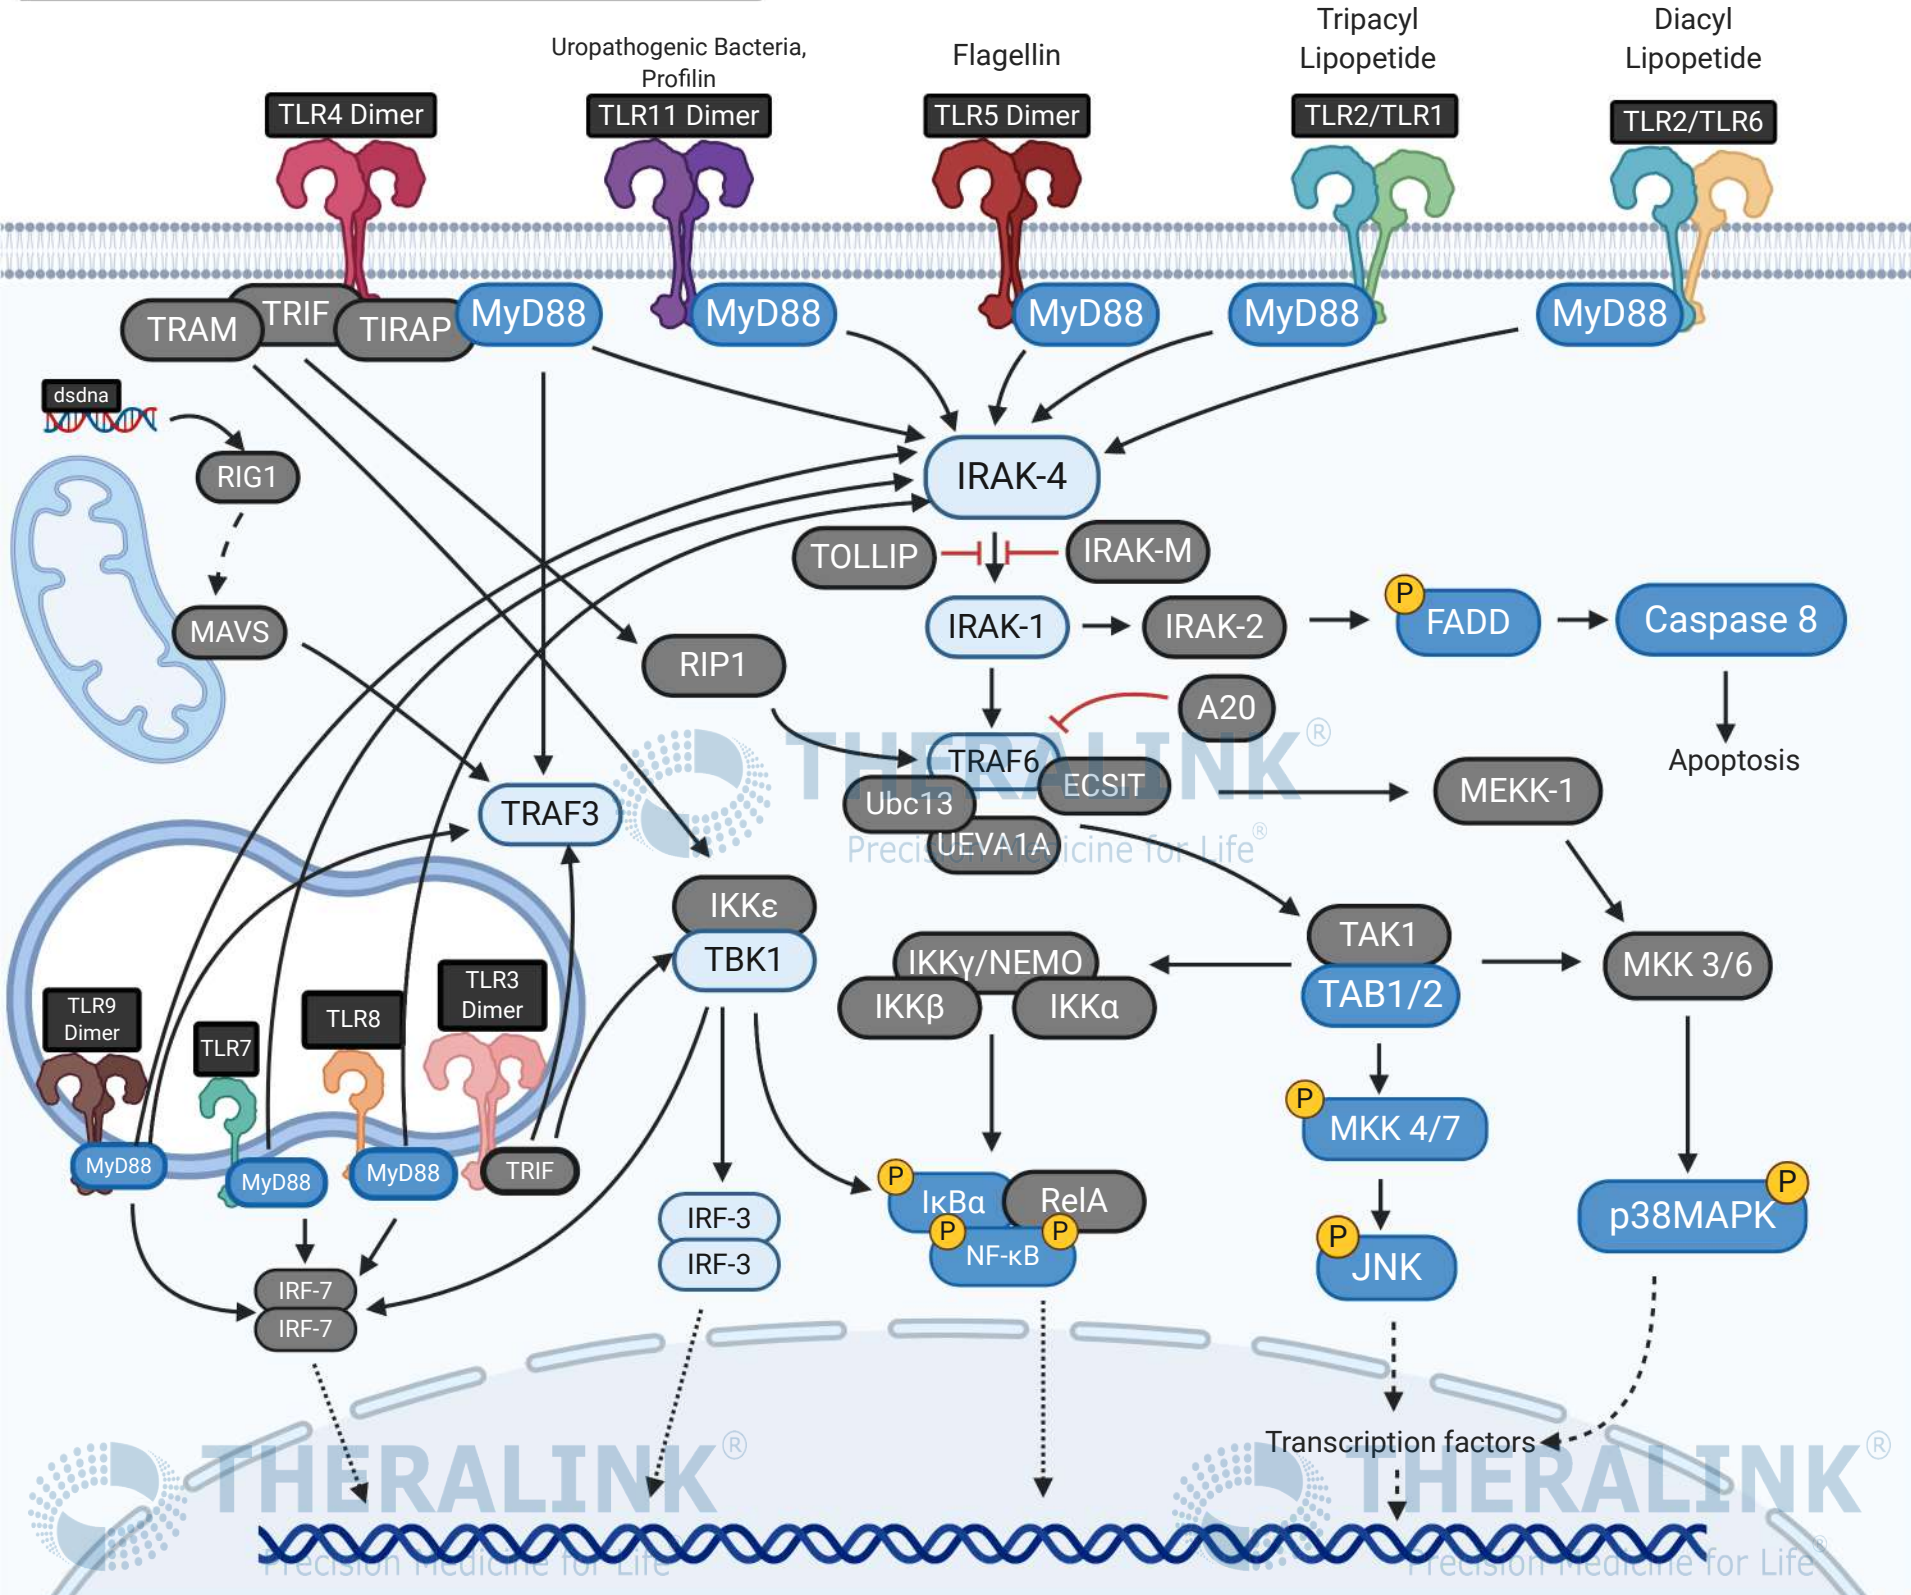 Uropathogenic Bacteria,
Profilin
Flagellin
Tripacyl
Lipopetide
Diacyl
Lipopetide
TLR4 Dimer
TLR11 Dimer
TLR5 Dimer
TLR2/TLR1
TLR2/TLR6
TRAM
TRIF
TIRAP
MyD88
MyD88
MyD88
MyD88
MyD88
dsdna
RIG1
MAVS
IRAK-4
TOLLIP
IRAK-M
IRAK-1
IRAK-2
P
FADD
Caspase 8
Apoptosis
RIP1
A20
TRAF6
ECSIT
Ubc13
UEVA1A
MEKK-1
THERALINK®
Precision Medicine for Life®
TRAF3
IKKε
TBK1
IKKγ/NEMO
IKKβ
IKKα
TAK1
TAB1/2
MKK 3/6
TLR9
Dimer
TLR7
TLR8
TLR3
Dimer
MyD88
MyD88
MyD88
TRIF
P
MKK 4/7
P
JNK
P
p38MAPK
IRF-3
IRF-3
P
IκBα
RelA
P
P
NF-κB
IRF-7
IRF-7
Transcription factors
THERALINK®
Precision Medicine for Life®
THERALINK®
Precision Medicine for Life®